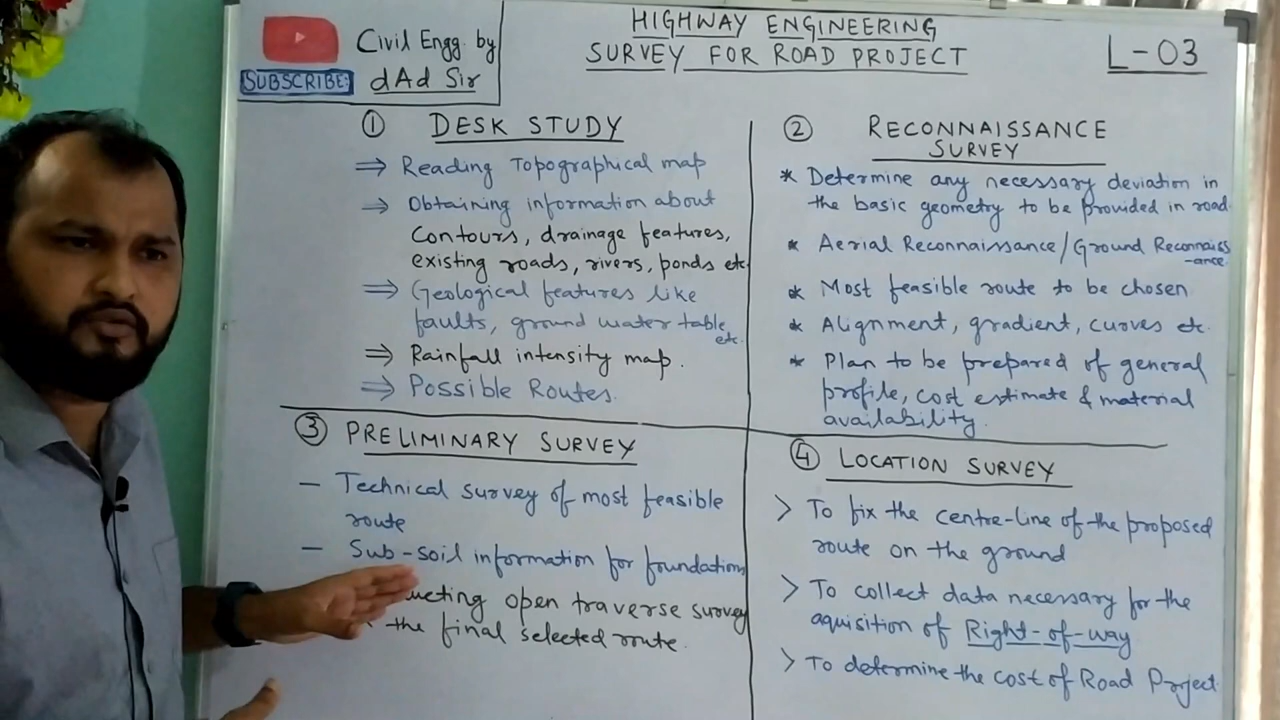 Civil Engg by
SUBSCRIBE: dAd Sir
HIGHWAY ENGINEERING
SURVEY FOR ROAD PROJECT
L-03
① DESK STUDY
⇒ Reading Topographical map
⇒ Obtaining information about
contours, drainage features,
existing roads, rivers, ponds etc
⇒ Geological features like
faults, ground water table
etc.
⇒ Rainfall intensity map.
⇒ Possible Routes.
② RECONNAISSANCE
SURVEY
* Determine any necessary deviation in
the basic geometry to be provided in road
* Aerial Reconnaissance/Ground Reconnaiss
-ance
* Most feasible route to be chosen
* Alignment, gradient, curves etc.
* Plan to be prepared of general
profile, cost estimate & material
availability.
③ PRELIMINARY SURVEY
- Technical survey of most feasible
route
- Sub-soil information for foundations
ucting open traverse survey
the final selected route.
④ LOCATION SURVEY
> To fix the centre-line of the proposed
route on the ground
> To collect data necessary for the
aquisition of Right-of-way
> To determine the cost of Road Project